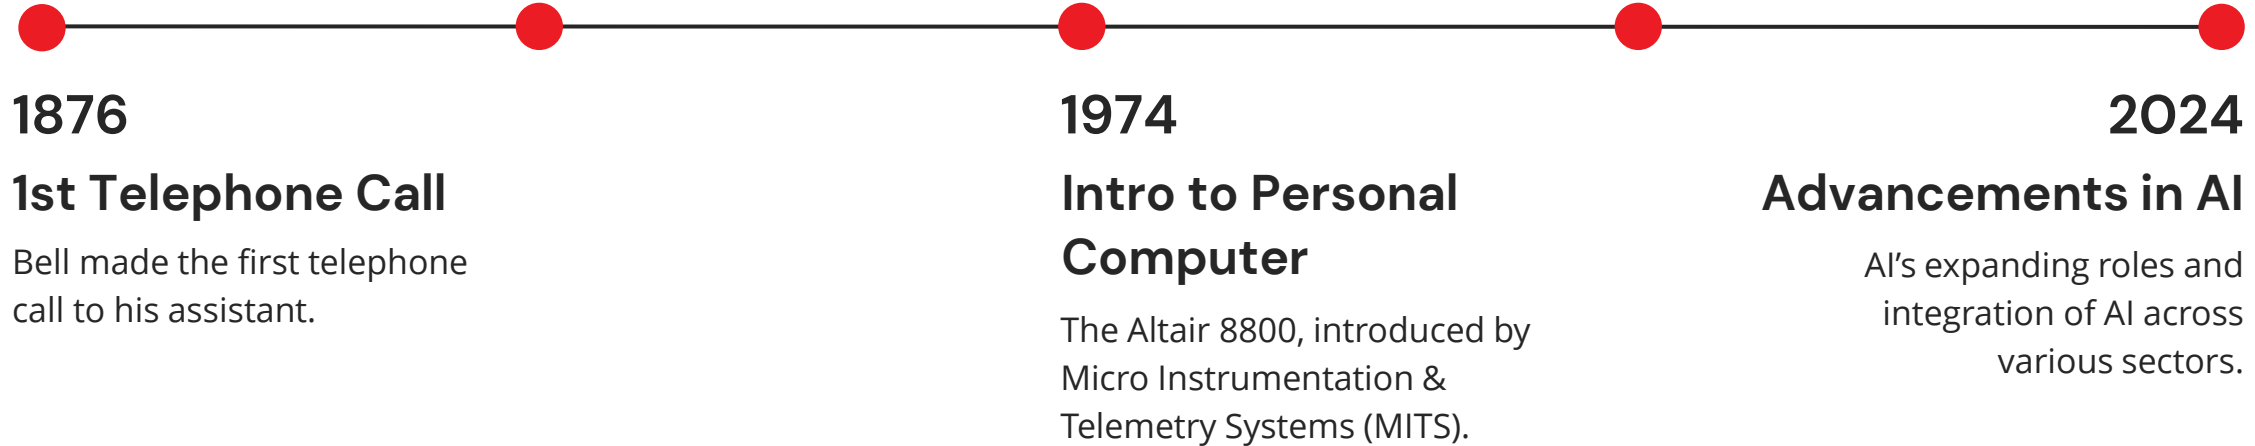 1876
1st Telephone Call
Bell made the first telephone
call to his assistant.
1974
Intro to Personal
Computer
The Altair 8800, introduced by
Micro Instrumentation &
Telemetry Systems (MITS).
2024
Advancements in AI
AI’s expanding roles and
integration of AI across
various sectors.